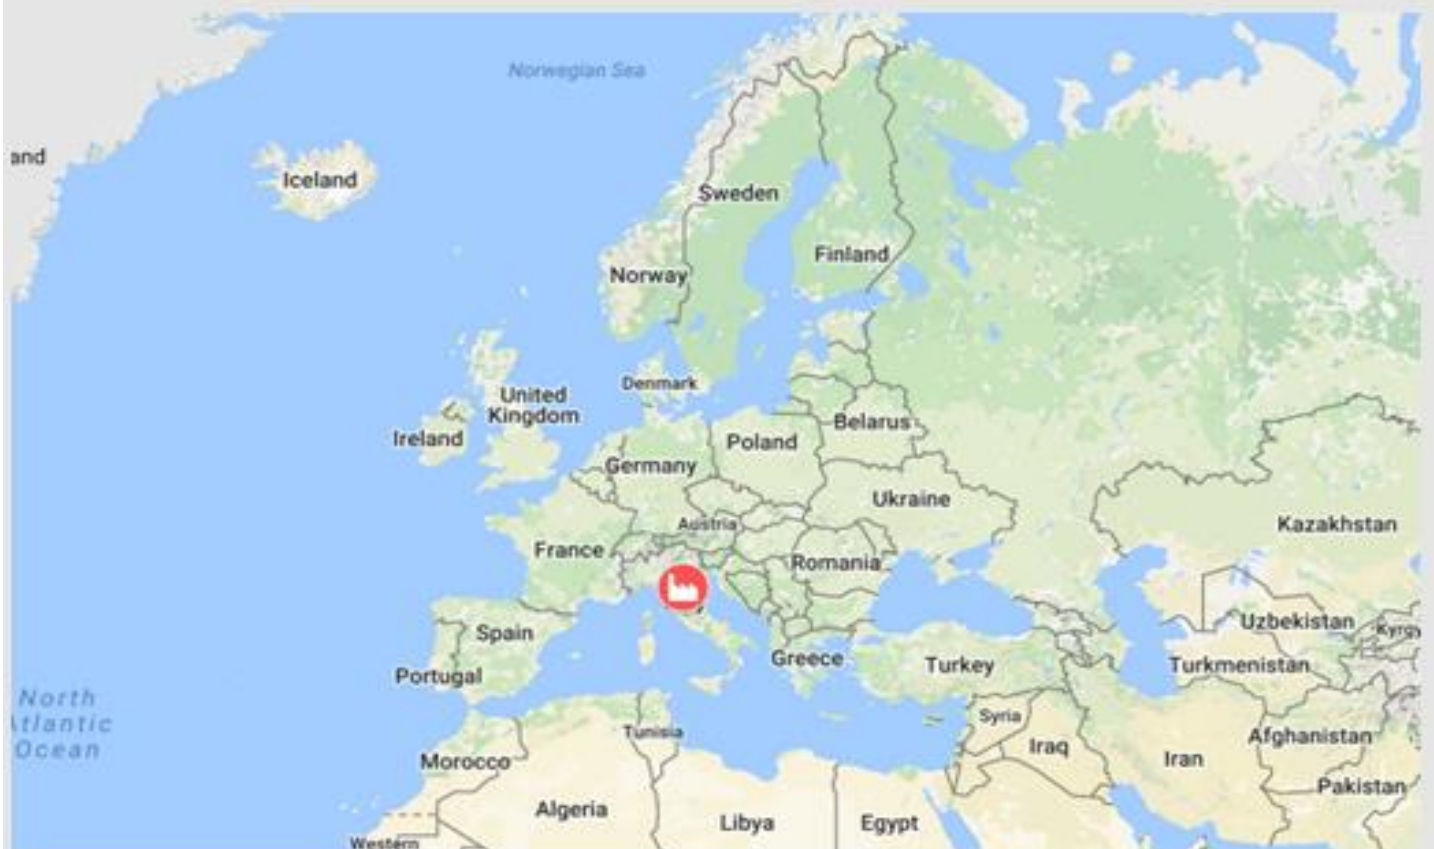 Norwegian Sea
and
Iceland
Sweden
Finland
Norway
Denmark
United
Kingdom
Ireland
Belarus
Poland
Germany
Ukraine
Austria
Kazakhstan
France
Romania
Uzbekistan
Kyrgy
Spain
Greece
Turkey
Turkmenistan
Portugal
North
Atlantic
Ocean
Syria
Tunisia
Iraq
Afghanistan
Iran
Morocco
Pakistan
Algeria
Libya
Egypt
Western